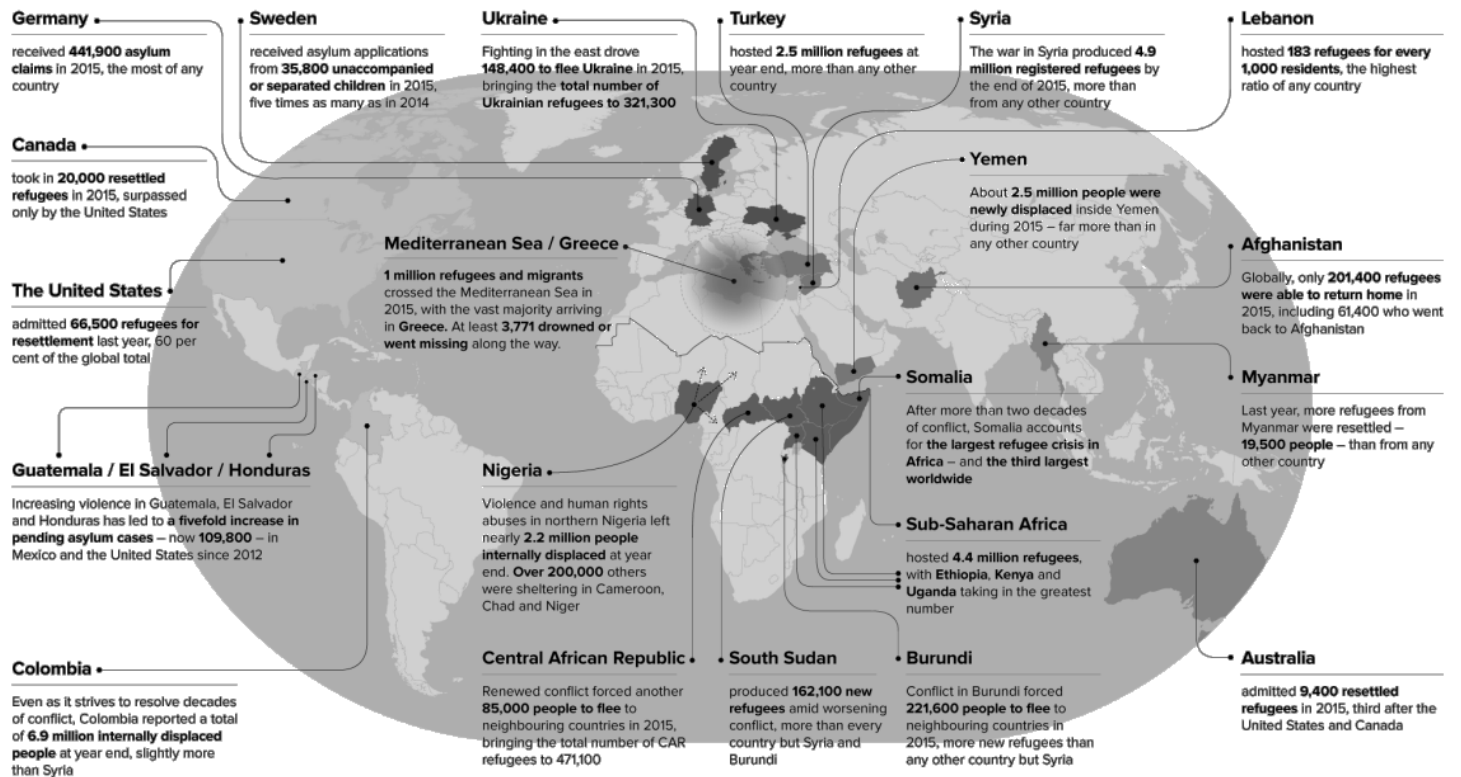 Germany
received 441,900 asylum
claims in 2015, the most of any
country
Sweden
received asylum applications
from 35,800 unaccompanied
or separated children in 2015,
five times as many as in 2014
Ukraine
Fighting in the east drove
148,400 to flee Ukraine in 2015,
bringing the total number of
Ukrainian refugees to 321,300
Turkey
hosted 2.5 million refugees at
year end, more than any other
country
Syria
The war in Syria produced 4.9
million registered refugees by
the end of 2015, more than
from any other country
Lebanon
hosted 183 refugees for every
1,000 residents, the highest
ratio of any country
Canada
took in 20,000 resettled
refugees in 2015, surpassed
only by the United States
Yemen
About 2.5 million people were
newly displaced inside Yemen
during 2015 – far more than in
any other country
Mediterranean Sea / Greece
1 million refugees and migrants
crossed the Mediterranean Sea in
2015, with the vast majority arriving
in Greece. At least 3,771 drowned or
went missing along the way.
Afghanistan
Globally, only 201,400 refugees
were able to return home in
2015, including 61,400 who went
back to Afghanistan
The United States
admitted 66,500 refugees for
resettlement last year, 60 per
cent of the global total
Somalia
After more than two decades
of conflict, Somalia accounts
for the largest refugee crisis in
Africa – and the third largest
worldwide
Myanmar
Last year, more refugees from
Myanmar were resettled –
19,500 people – than from any
other country
Guatemala / El Salvador / Honduras
Increasing violence in Guatemala, El Salvador
and Honduras has led to a fivefold increase in
pending asylum cases – now 109,800 – in
Mexico and the United States since 2012
Nigeria
Violence and human rights
abuses in northern Nigeria left
nearly 2.2 million people
internally displaced at year
end. Over 200,000 others
were sheltering in Cameroon,
Chad and Niger
Sub-Saharan Africa
hosted 4.4 million refugees,
with Ethiopia, Kenya and
Uganda taking in the greatest
number
Colombia
Even as it strives to resolve decades
of conflict, Colombia reported a total
of 6.9 million internally displaced
people at year end, slightly more
than Syria
Central African Republic
Renewed conflict forced another
85,000 people to flee to
neighbouring countries in 2015,
bringing the total number of CAR
refugees to 471,100
South Sudan
produced 162,100 new
refugees amid worsening
conflict, more than every
country but Syria and
Burundi
Burundi
Conflict in Burundi forced
221,600 people to flee to
neighbouring countries in
2015, more new refugees than
any other country but Syria
Australia
admitted 9,400 resettled
refugees in 2015, third after the
United States and Canada